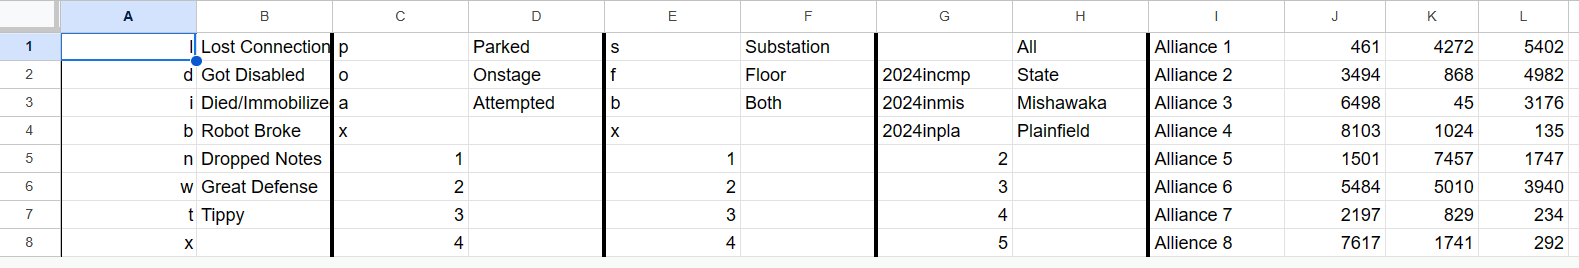 A B C D E F G H I J K L
1 l Lost Connection p Parked s Substation All Alliance 1 461 4272 5402
2 d Got Disabled o Onstage f Floor 2024incmp State Alliance 2 3494 868 4982
3 i Died/Immobilize a Attempted b Both 2024inmis Mishawaka Alliance 3 6498 45 3176
4 b Robot Broke x x 2024inpla Plainfield Alliance 4 8103 1024 135
5 n Dropped Notes 1 1 2 Alliance 5 1501 7457 1747
6 w Great Defense 2 2 3 Alliance 6 5484 5010 3940
7 t Tippy 3 3 4 Alliance 7 2197 829 234
8 x 4 4 5 Allience 8 7617 1741 292